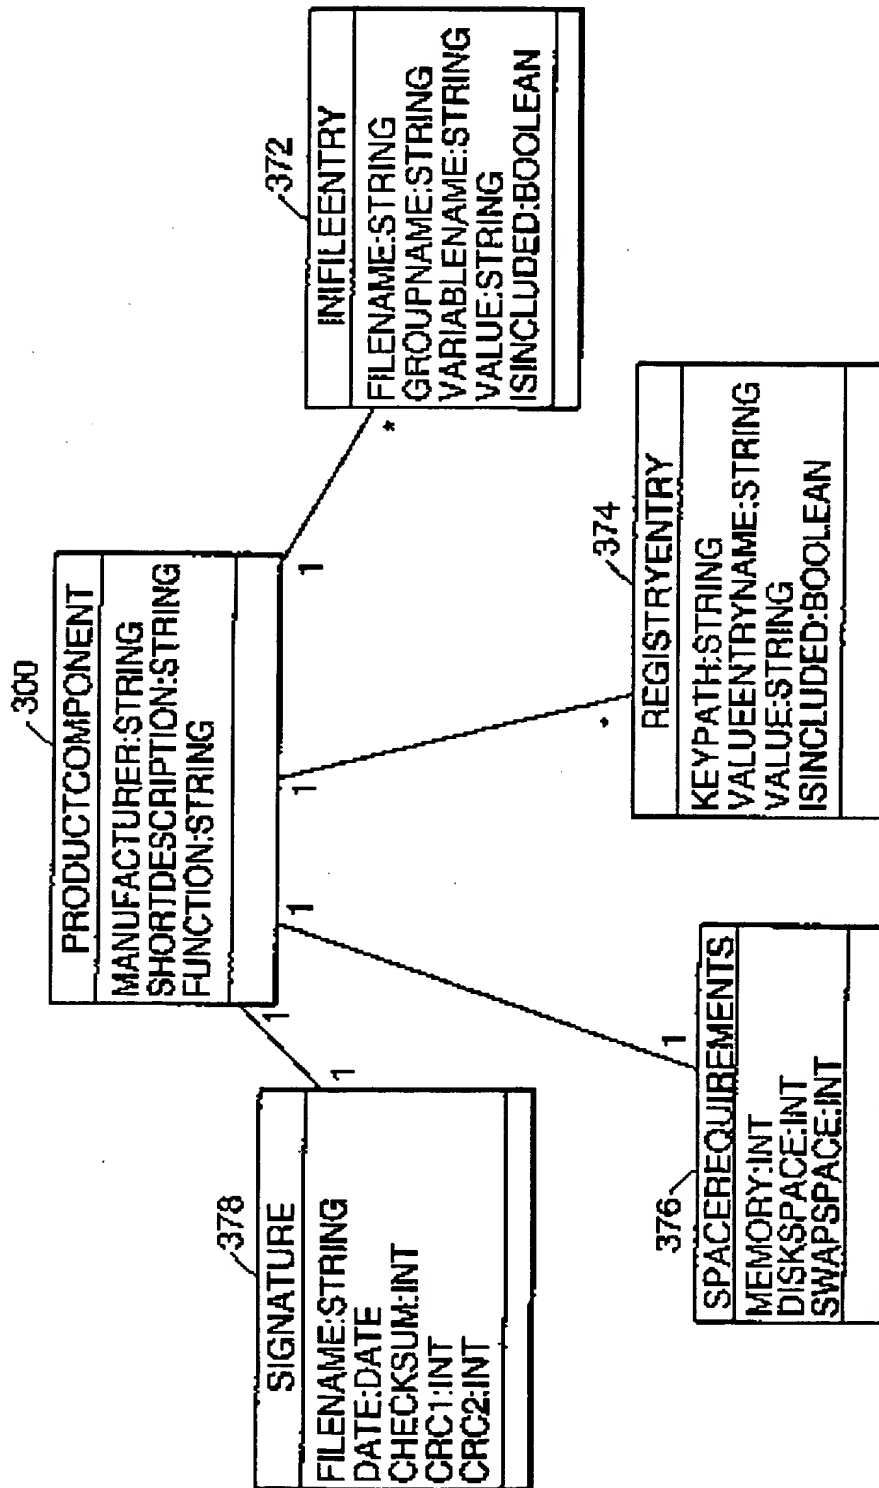 300
PRODUCTCOMPONENT
MANUFACTURER:STRING
SHORTDESCRIPTION:STRING
FUNCTION:STRING
1
1
1
1
378
SIGNATURE
FILENAME:STRING
DATE:DATE
CHECKSUM:INT
CRC1:INT
CRC2:INT
1
376
SPACEREQUIREMENTS
MEMORY:INT
DISKSPACE:INT
SWAPSPACE:INT
1
374
REGISTRYENTRY
KEYPATH:STRING
VALUEENTRYNAME:STRING
VALUE:STRING
ISINCLUDED:BOOLEAN
*
372
INIFILEENTRY
FILENAME:STRING
GROUPNAME:STRING
VARIABLENAME:STRING
VALUE:STRING
ISINCLUDED:BOOLEAN
*